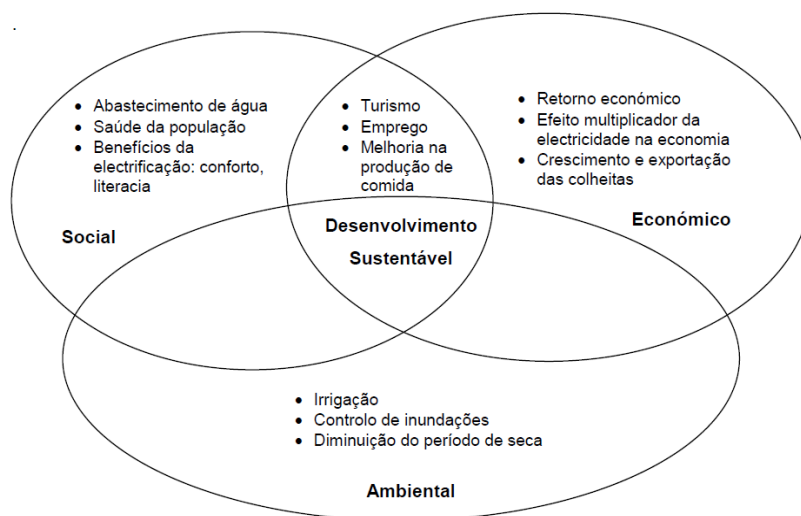 • Abastecimento de água
• Saúde da população
• Benefícios da
electrificação: conforto,
literacia
Social
• Turismo
• Emprego
• Melhoria na
produção de
comida
Desenvolvimento
Sustentável
• Retorno económico
• Efeito multiplicador da
electricidade na economia
• Crescimento e exportação
das colheitas
Económico
• Irrigação
• Controlo de inundações
• Diminuição do período de seca
Ambiental